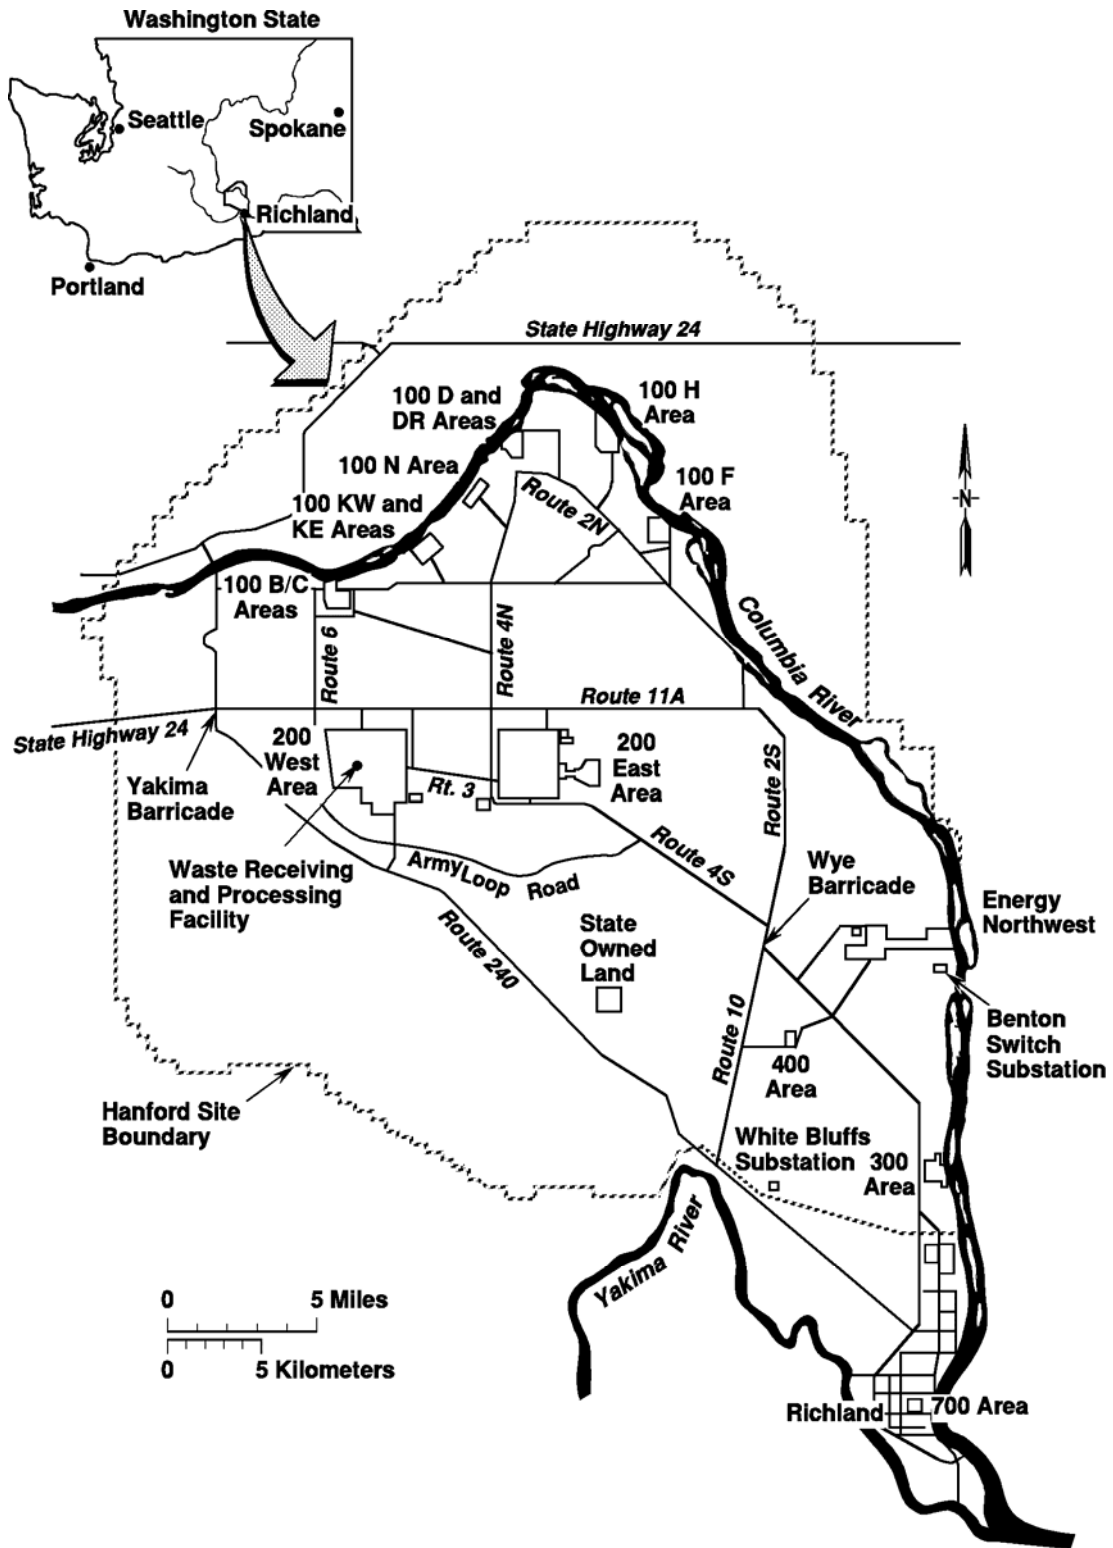 Washington State
Seattle
Spokane
Richland
Portland
State Highway 24
100 D and
DR Areas
100 H
Area
100 N Area
100 F
Area
100 KW and
KE Areas
Route 2N
N
100 B/C
Areas
Columbia River
Route 6
Route 4N
Route 11A
State Highway 24
200
West
Area
200
East
Area
Route 2S
Yakima
Barricade
Rt. 3
Route 4S
Army Loop Road
Wye
Barricade
Waste Receiving
and Processing
Facility
Energy
Northwest
State
Owned
Land
Route 240
Route 10
Benton
Switch
Substation
400
Area
Hanford Site
Boundary
White Bluffs
Substation
300
Area
Yakima River
0 5 Miles
0 5 Kilometers
Richland
700 Area